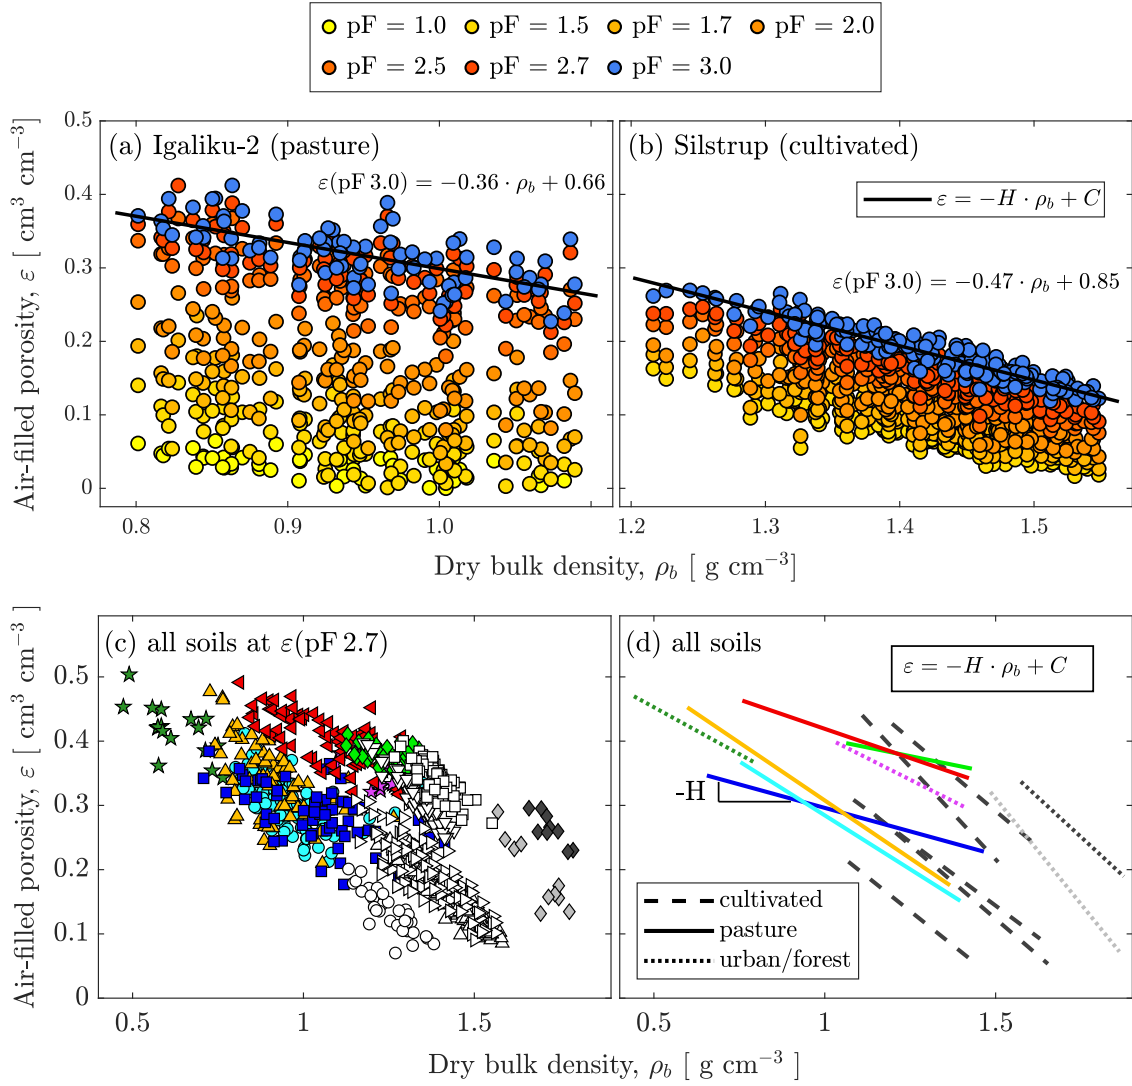 pF = 1.0 pF = 1.5 pF = 1.7 pF = 2.0
pF = 2.5 pF = 2.7 pF = 3.0
(a) Igaliku-2 (pasture)
ε(pF 3.0) = −0.36 · ρb + 0.66
0.5
0.4
0.3
0.2
0.1
0
0.8 0.9 1.0
Air-filled porosity, ε [ cm³ cm⁻³ ]
(b) Silstrup (cultivated)
ε = −H · ρb + C
ε(pF 3.0) = −0.47 · ρb + 0.85
1.2 1.3 1.4 1.5
Dry bulk density, ρb [ g cm⁻³]
(c) all soils at ε(pF 2.7)
0.5
0.4
0.3
0.2
0.1
0
0.5 1 1.5
Air-filled porosity, ε [ cm³ cm⁻³ ]
(d) all soils
ε = −H · ρb + C
-H
cultivated
pasture
urban/forest
0.5 1 1.5
Dry bulk density, ρb [ g cm⁻³ ]